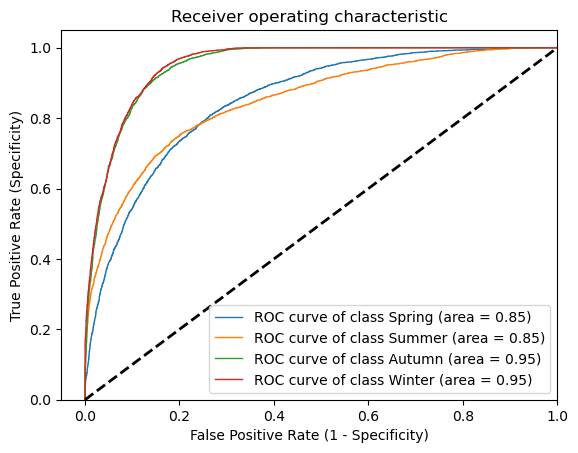 Receiver operating characteristic
True Positive Rate (Specificity)
1.0
0.8
0.6
0.4
0.2
0.0
ROC curve of class Spring (area = 0.85)
ROC curve of class Summer (area = 0.85)
ROC curve of class Autumn (area = 0.95)
ROC curve of class Winter (area = 0.95)
0.0 0.2 0.4 0.6 0.8 1.0
False Positive Rate (1 - Specificity)